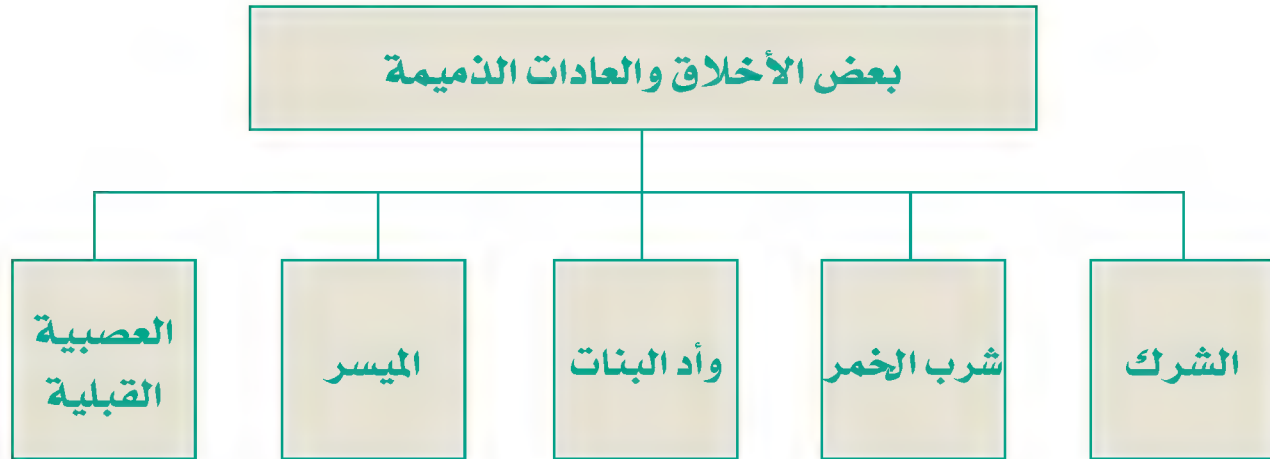 بعض الأخلاق والعادات الذميمة
الشرك
شرب الخمر
وأد البنات
الميسر
العصبية
القبلية